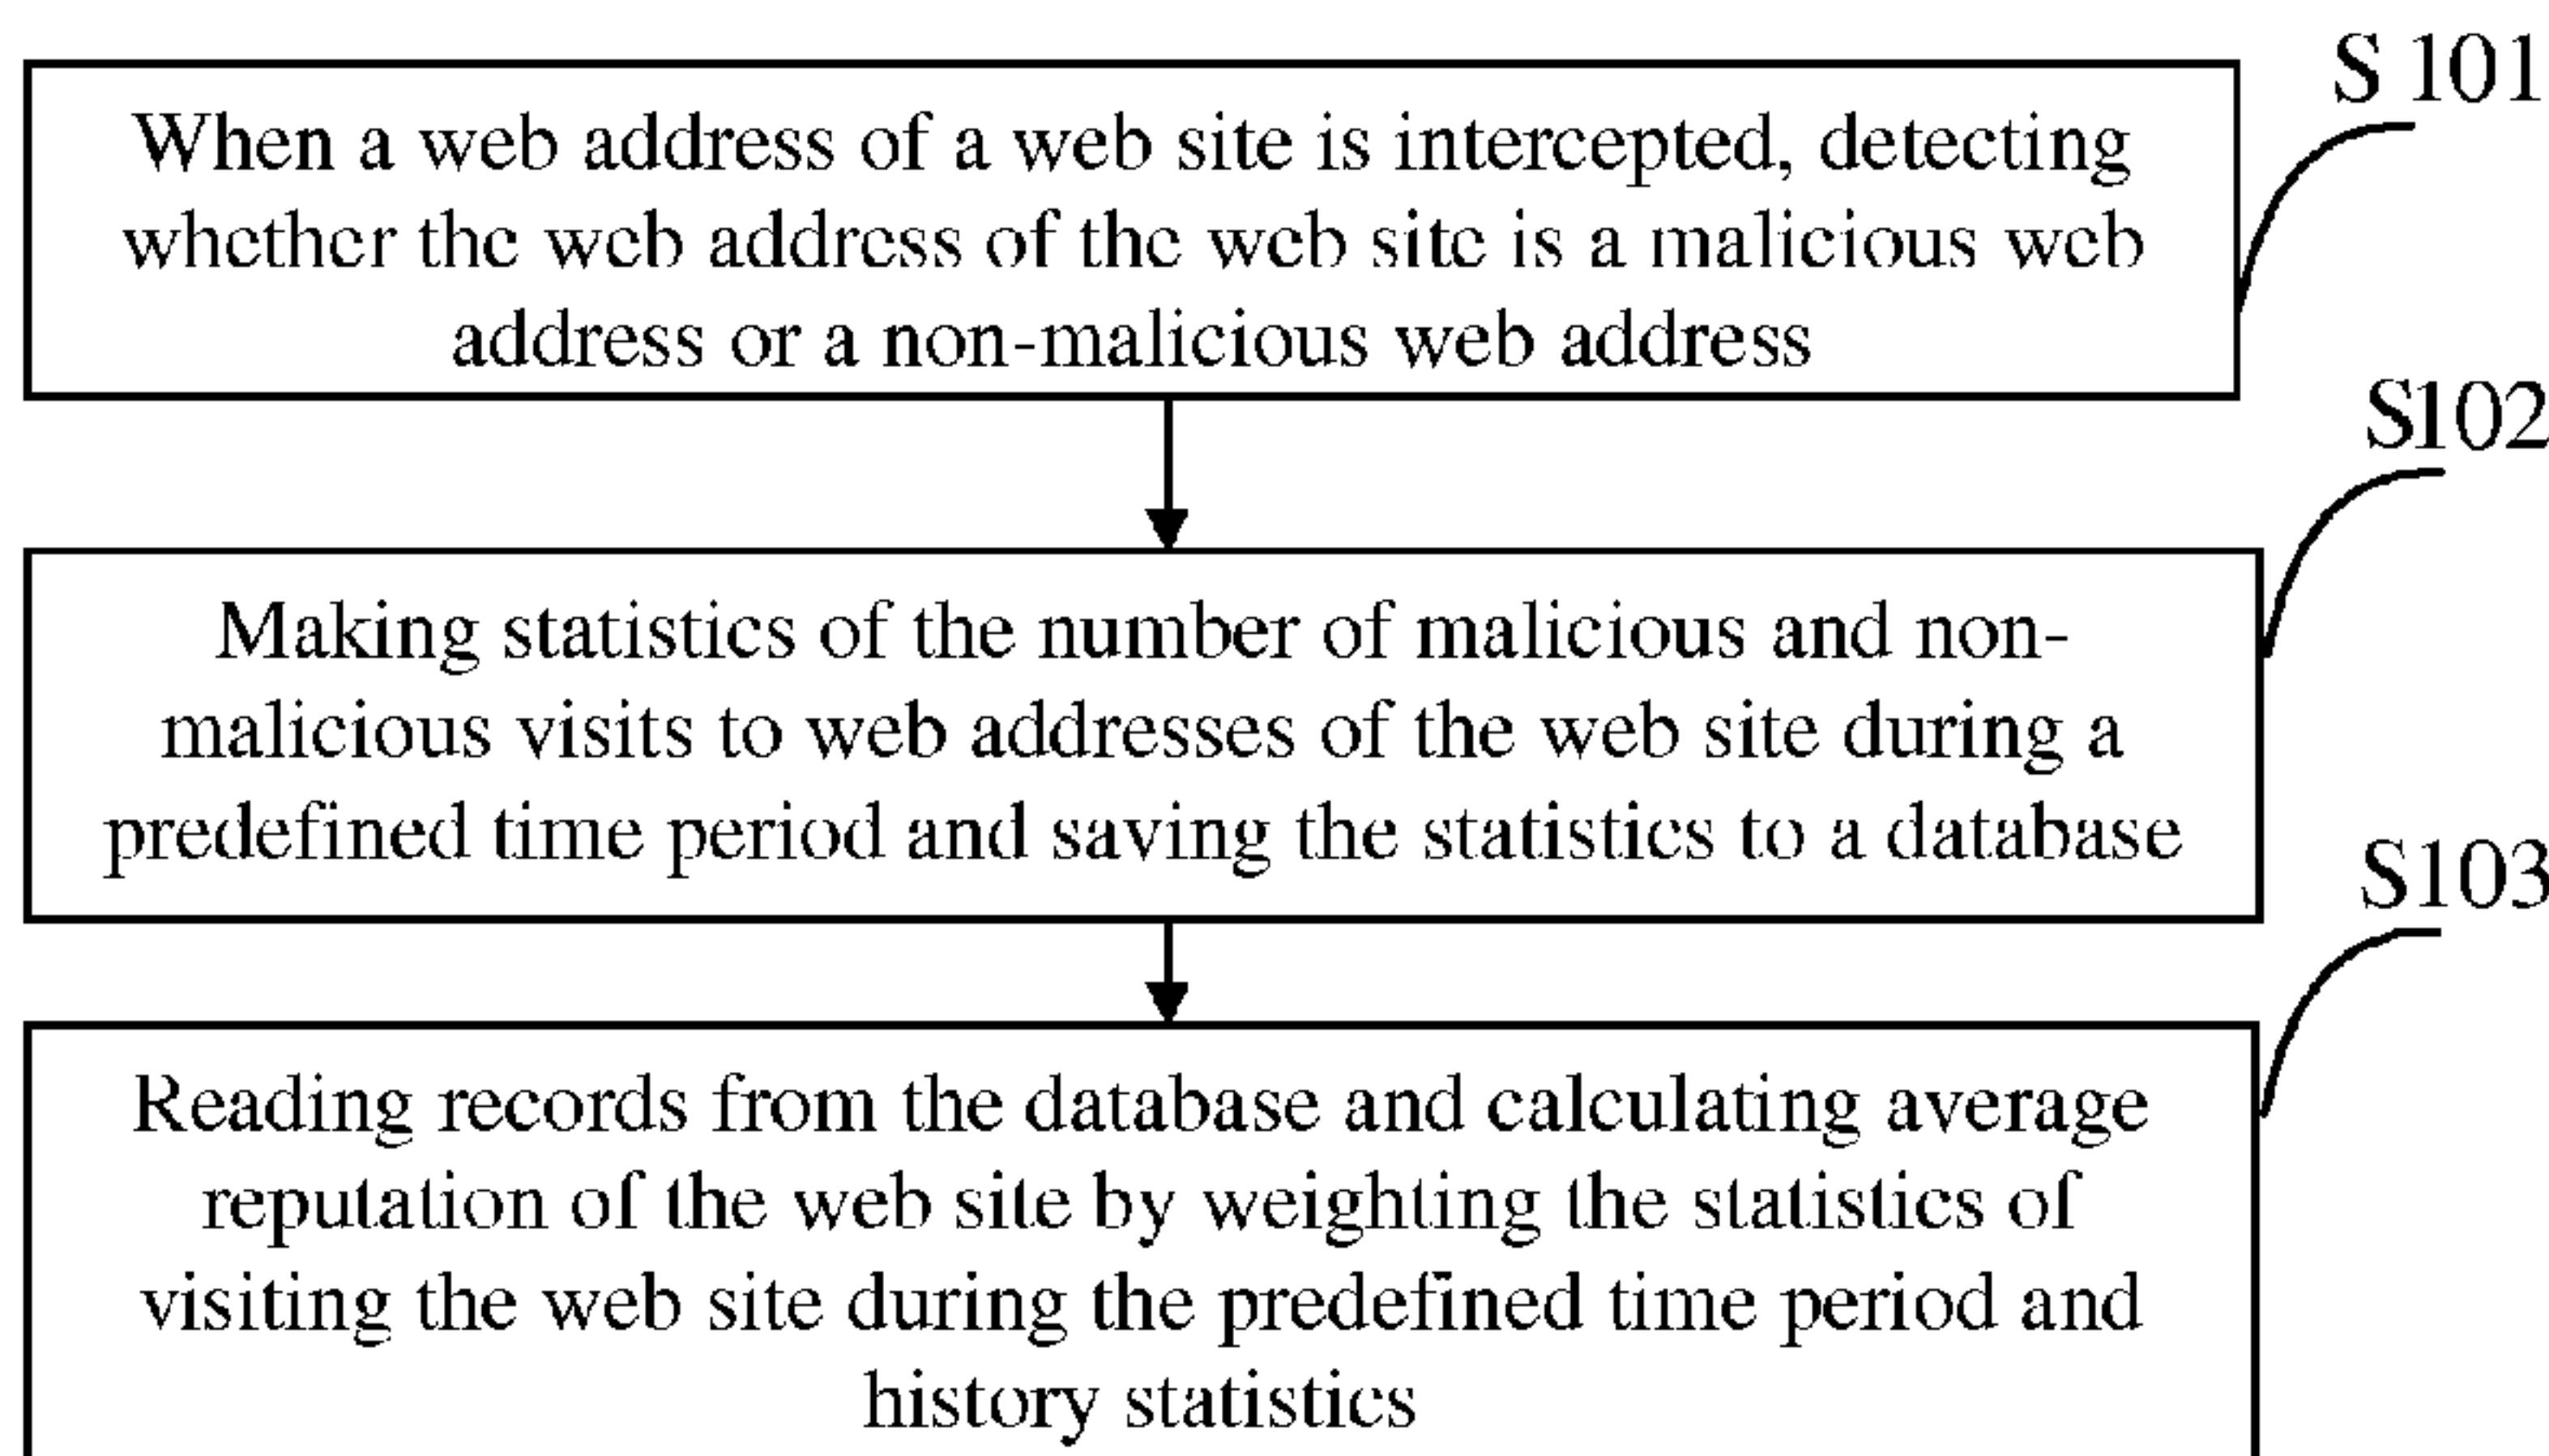 S 101
When a web address of a web site is intercepted, detecting
whether the web address of the web site is a malicious web
address or a non-malicious web address
S102
Making statistics of the number of malicious and non-
malicious visits to web addresses of the web site during a
predefined time period and saving the statistics to a database
S103
Reading records from the database and calculating average
reputation of the web site by weighting the statistics of
visiting the web site during the predefined time period and
history statistics